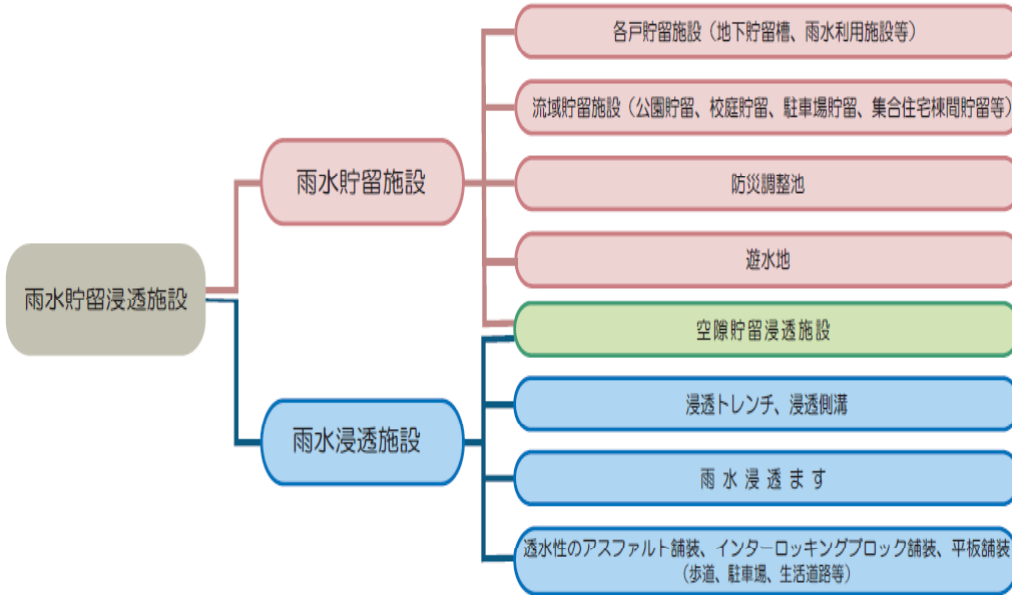 各戸貯留施設（地下貯留槽、雨水利用施設等）
流域貯留施設（公園貯留、校庭貯留、駐車場貯留、集合住宅棟間貯留等）
雨水貯留施設
防災調整池
遊水地
雨水貯留浸透施設
空隙貯留浸透施設
浸透トレンチ、浸透側溝
雨水浸透施設
雨水浸透ます
透水性のアスファルト舗装、インターロッキングブロック舗装、平板舗装
（歩道、駐車場、生活道路等）